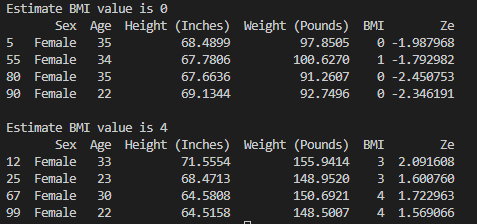 Estimate BMI value is 0
Sex Age Height (Inches) Weight (Pounds) BMI Ze
5 Female 35 68.4899 97.8505 0 -1.987968
55 Female 34 67.7806 100.6270 1 -1.792982
80 Female 35 67.6636 91.2607 0 -2.450753
90 Female 22 69.1344 92.7496 0 -2.346191
Estimate BMI value is 4
Sex Age Height (Inches) Weight (Pounds) BMI Ze
12 Female 33 71.5554 155.9414 3 2.091608
25 Female 23 68.4713 148.9520 3 1.600760
67 Female 30 64.5808 150.6921 4 1.722963
99 Female 22 64.5158 148.5007 4 1.569066